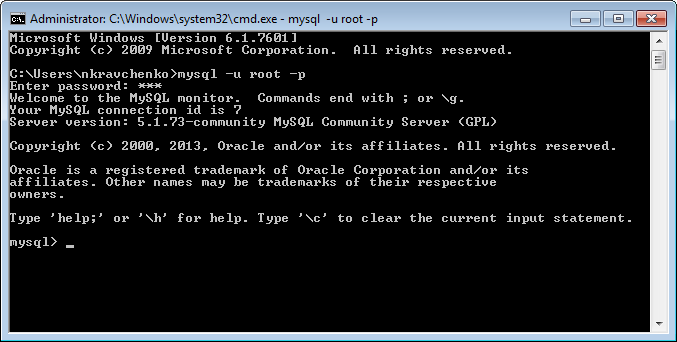 Administrator: C:\Windows\system32\cmd.exe - mysql -u root -p
Microsoft Windows [Version 6.1.7601]
Copyright (c) 2009 Microsoft Corporation.  All rights reserved.
C:\Users\nkravchenko>mysql -u root -p
Enter password: ***
Welcome to the MySQL monitor.  Commands end with ; or \g.
Your MySQL connection id is 7
Server version: 5.1.73-community MySQL Community Server (GPL)
Copyright (c) 2000, 2013, Oracle and/or its affiliates. All rights reserved.
Oracle is a registered trademark of Oracle Corporation and/or its
affiliates. Other names may be trademarks of their respective
owners.
Type 'help;' or '\h' for help. Type '\c' to clear the current input statement.
mysql> _